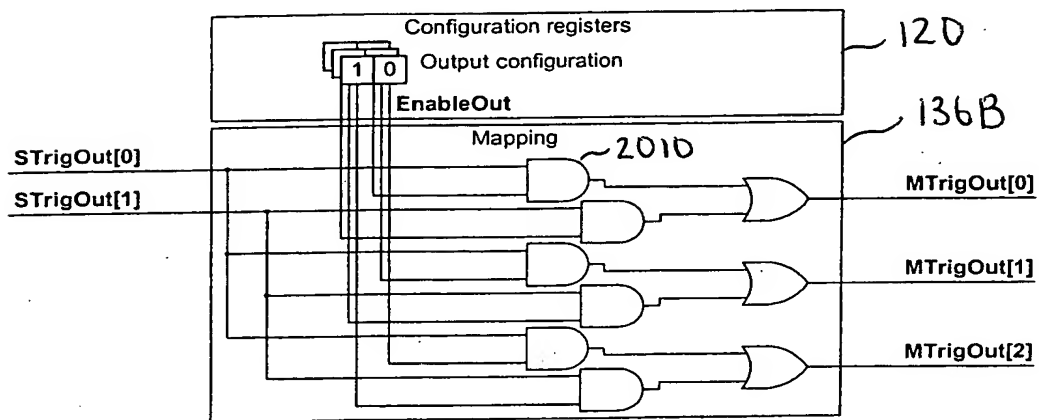 Configuration registers
120
Output configuration
1 0
EnableOut
136B
Mapping
STrigOut[0]
2010
MTrigOut[0]
STrigOut[1]
MTrigOut[1]
MTrigOut[2]